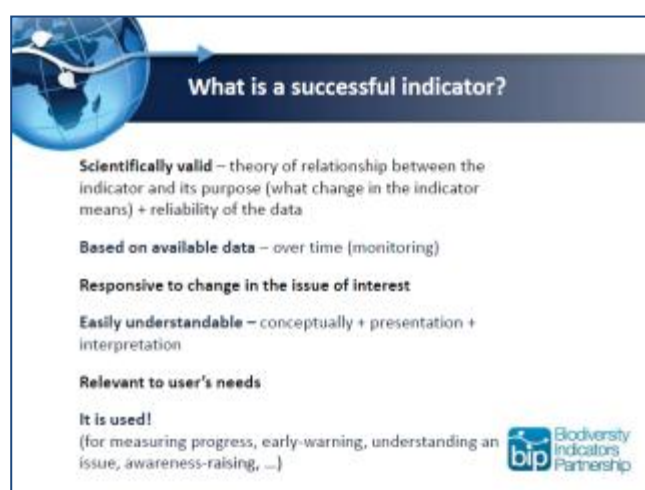 What is a successful indicator?
Scientifically valid – theory of relationship between the
indicator and its purpose (what change in the indicator
means) + reliability of the data
Based on available data – over time (monitoring)
Responsive to change in the issue of interest
Easily understandable – conceptually + presentation +
interpretation
Relevant to user's needs
It is used!
(for measuring progress, early-warning, understanding an
issue, awareness-raising, ...)
bip
Biodiversity
Indicators
Partnership